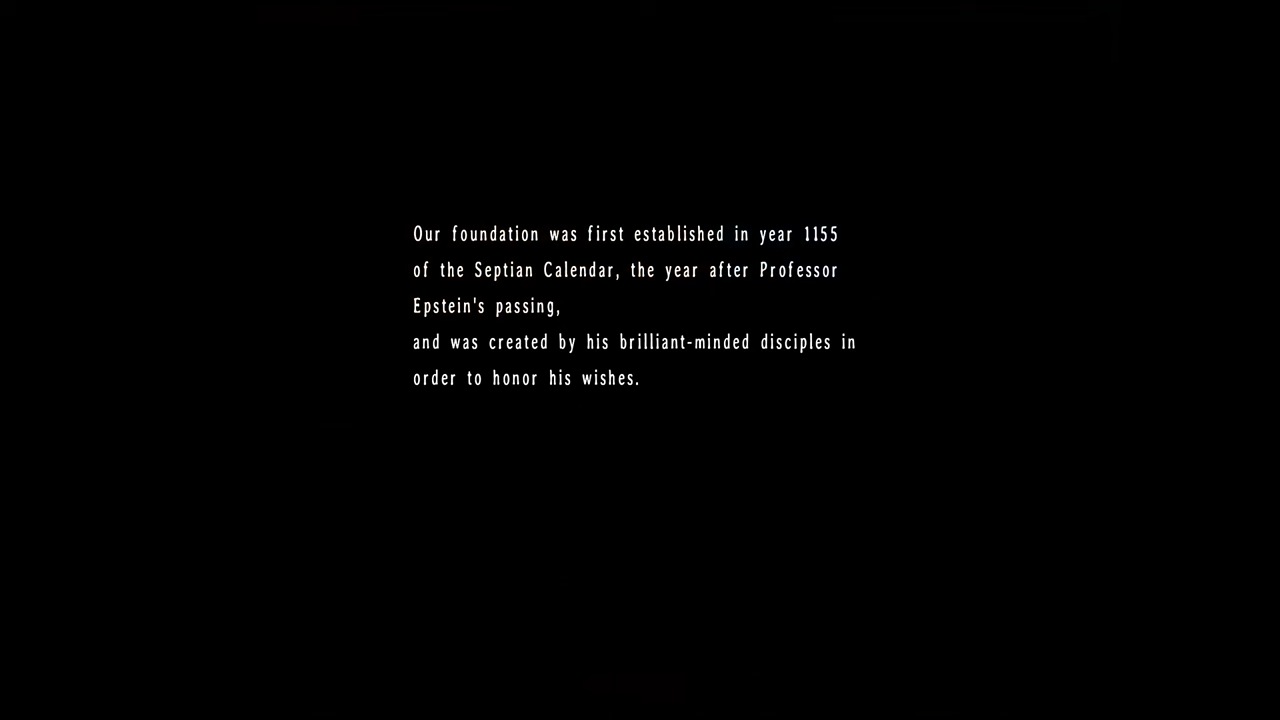 Our foundation was first established in year 1155
of the Septian Calendar, the year after Professor
Epstein's passing,
and was created by his brilliant-minded disciples in
order to honor his wishes.